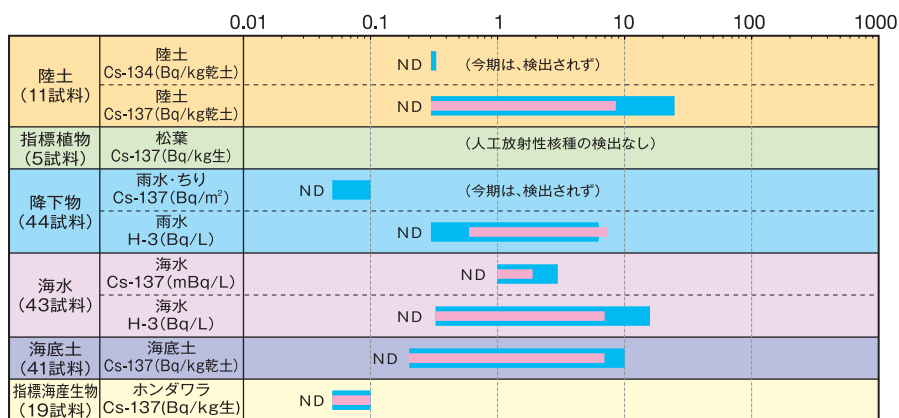 0.01 0.1 1 10 100 1000
陸土
(11試料)
陸土
Cs-134(Bq/kg乾土)
ND
(今期は、検出されず)
陸土
Cs-137(Bq/kg乾土)
ND
指標植物
(5試料)
松葉
Cs-137(Bq/kg生)
(人工放射性核種の検出なし)
降下物
(44試料)
雨水・ちり
Cs-137(Bq/m²)
ND
(今期は、検出されず)
雨水
H-3(Bq/L)
ND
海水
(43試料)
海水
Cs-137(mBq/L)
ND
海水
H-3(Bq/L)
ND
海底土
(41試料)
海底土
Cs-137(Bq/kg乾土)
ND
指標海産生物
(19試料)
ホンダワラ
Cs-137(Bq/kg生)
ND